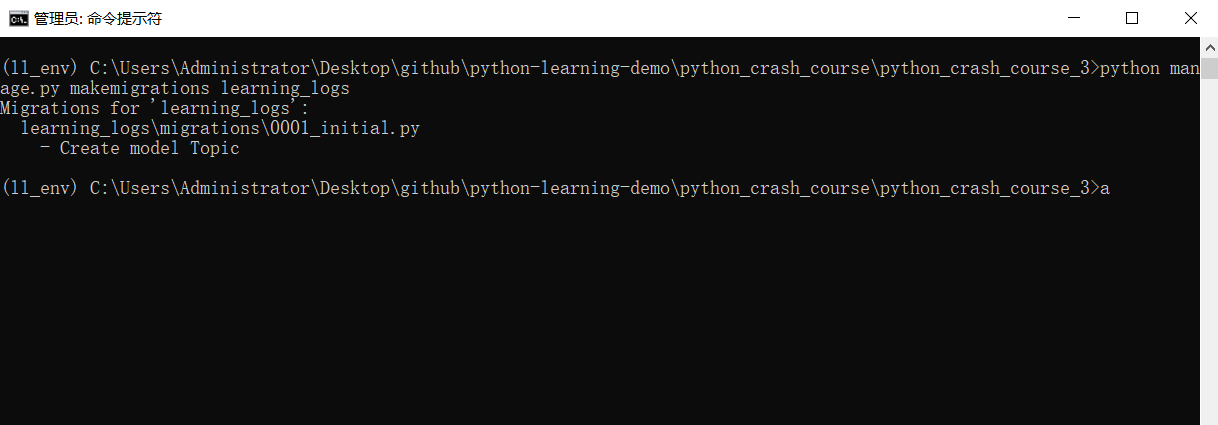 管理员: 命令提示符
(ll_env) C:\Users\Administrator\Desktop\github\python-learning-demo\python_crash_course\python_crash_course_3>python man
age.py makemigrations learning_logs
Migrations for 'learning_logs':
  learning_logs\migrations\0001_initial.py
    - Create model Topic
(ll_env) C:\Users\Administrator\Desktop\github\python-learning-demo\python_crash_course\python_crash_course_3>a